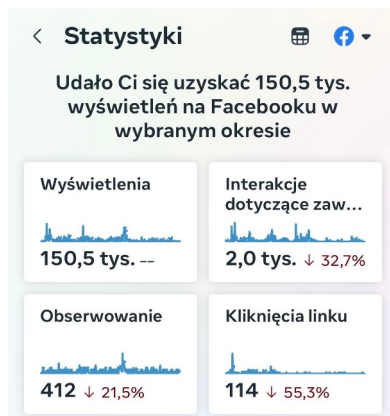 Statystyki
Udało Ci się uzyskać 150,5 tys.
wyświetleń na Facebooku w
wybranym okresie
Wyświetlenia
150,5 tys. --
Interakcje
dotyczące zaw...
2,0 tys. ↓ 32,7%
Obserwowanie
412 ↓ 21,5%
Kliknięcia linku
114 ↓ 55,3%